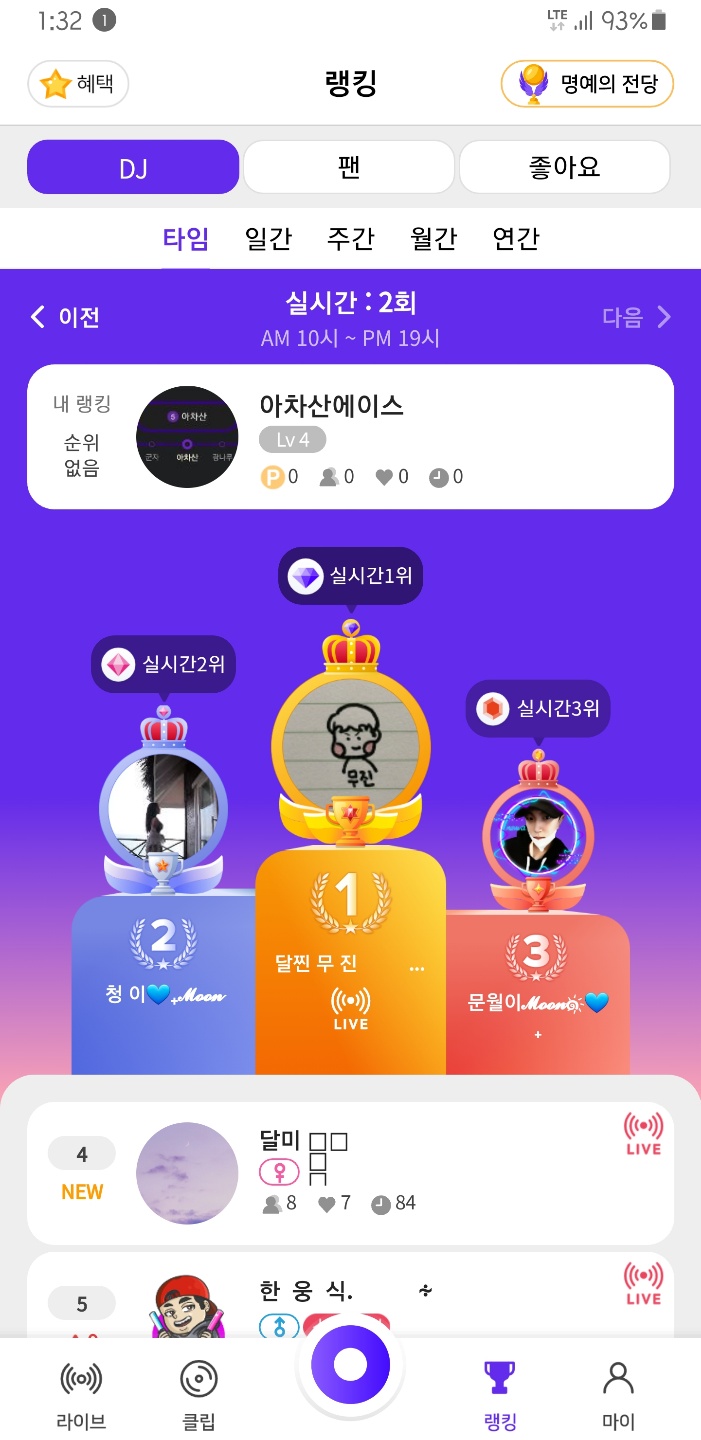 1:32 1 LTE 93%
혜택 랭킹 명예의 전당
DJ 팬 좋아요
타임 일간 주간 월간 연간
이전 실시간 : 2회 다음
AM 10시 ~ PM 19시
내 랭킹
순위
없음
5 아차산
군자 아차산 광나루
아차산에이스
Lv 4
P 0 0 0 0
실시간1위
실시간2위
실시간3위
무진
1
달찐 무 진 ...
LIVE
2
청 이💙₊𝓜𝓸𝓸𝓷
3
문월이𝓜𝓸𝓸𝓷☼💙
+
4
NEW
달미 □□
8 7 84
LIVE
5
한 웅 식. ~
LIVE
라이브 클립 랭킹 마이